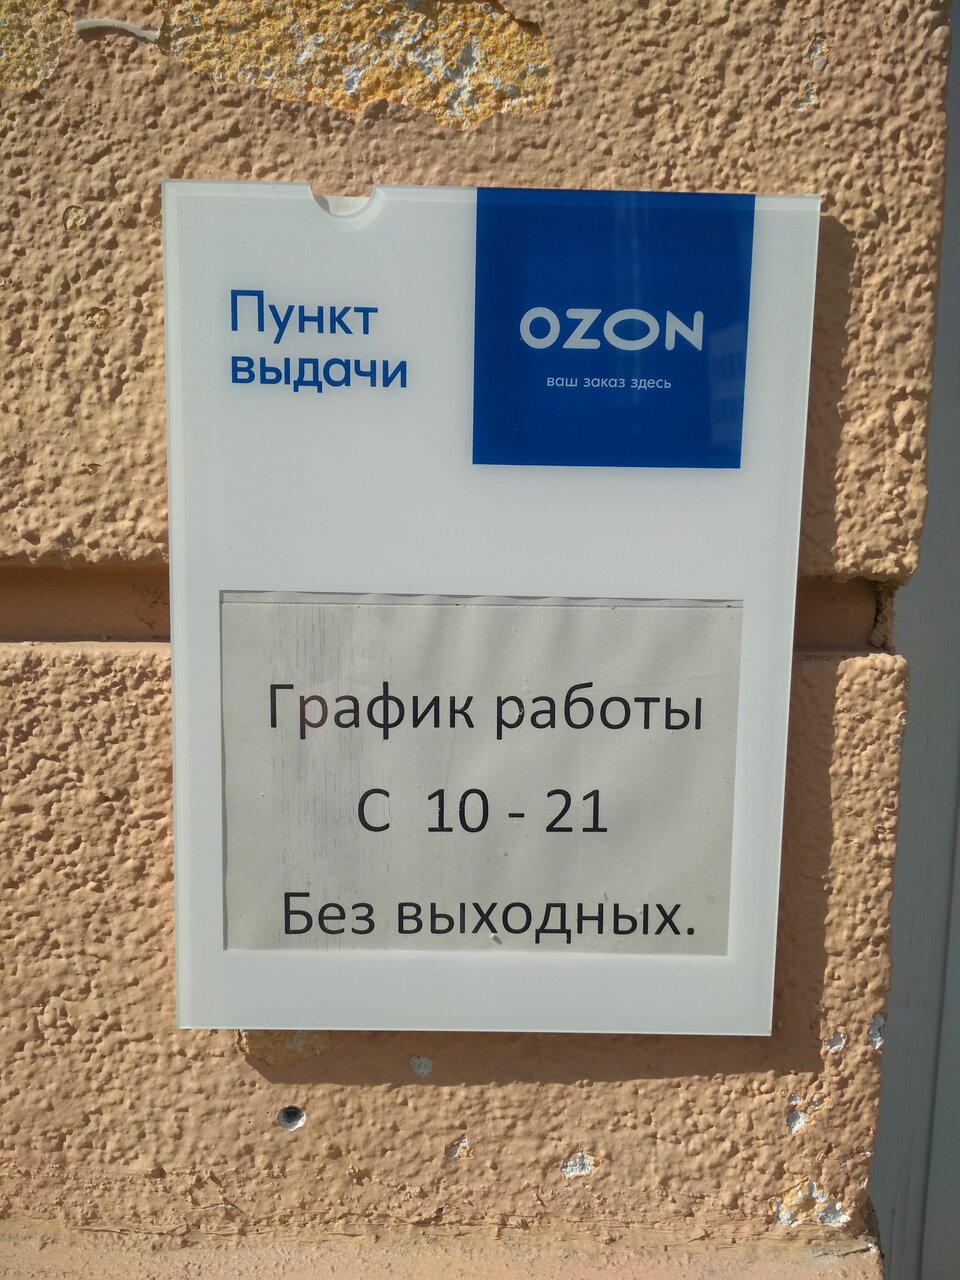 Пункт
выдачи
OZON
ваш заказ здесь
График работы
С 10 - 21
Без выходных.